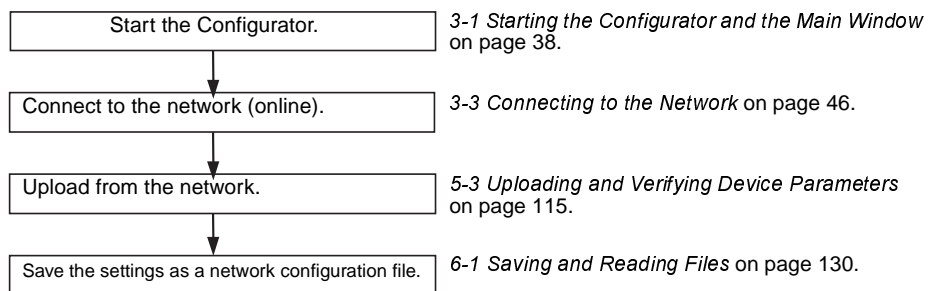 Start the Configurator.
3-1 Starting the Configurator and the Main Window
on page 38.
Connect to the network (online).
3-3 Connecting to the Network on page 46.
Upload from the network.
5-3 Uploading and Verifying Device Parameters
on page 115.
Save the settings as a network configuration file.
6-1 Saving and Reading Files on page 130.